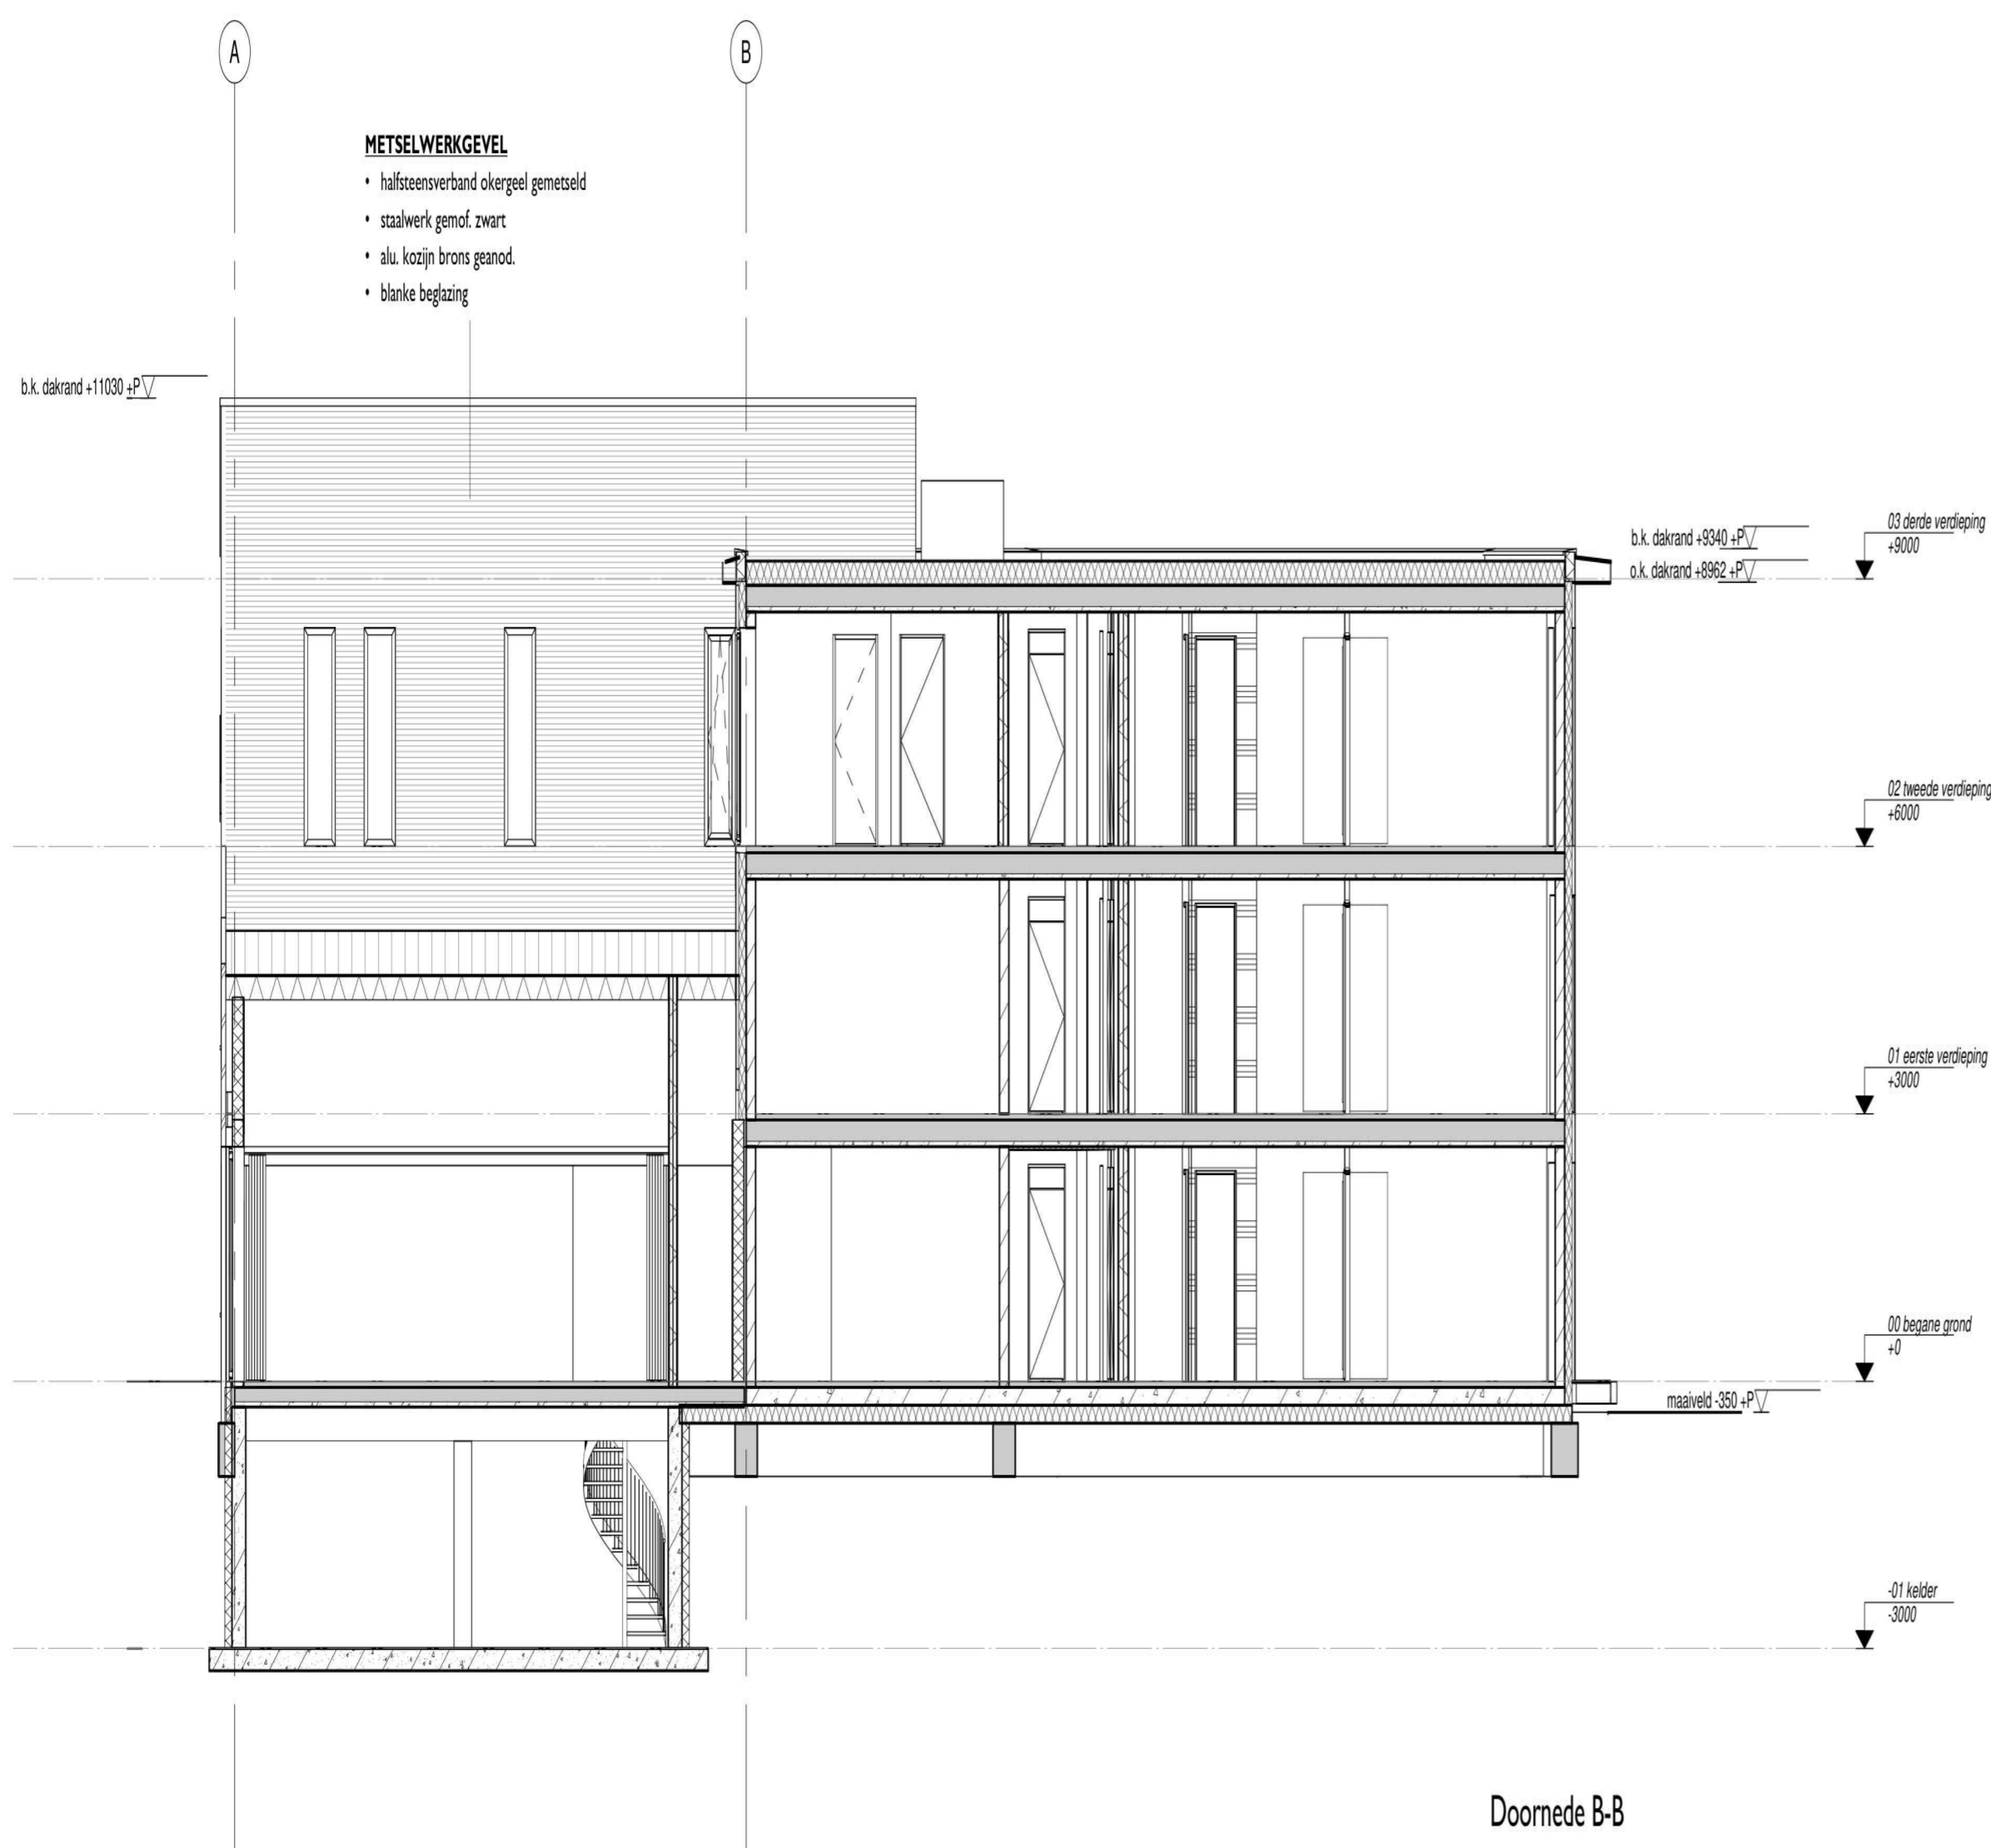 A
B
METSELWERKGEVEL
• halfsteensverband okergeel gemetseld
• staalwerk gemof. zwart
• alu. kozijn brons geanod.
• blanke beglazing
b.k. dakrand +11030 +P
b.k. dakrand +9340 +P
o.k. dakrand +8962 +P
03 derde verdieping
+9000
02 tweede verdieping
+6000
01 eerste verdieping
+3000
00 begane grond
+0
maaiveld -350 +P
-01 kelder
-3000
Doornede B-B